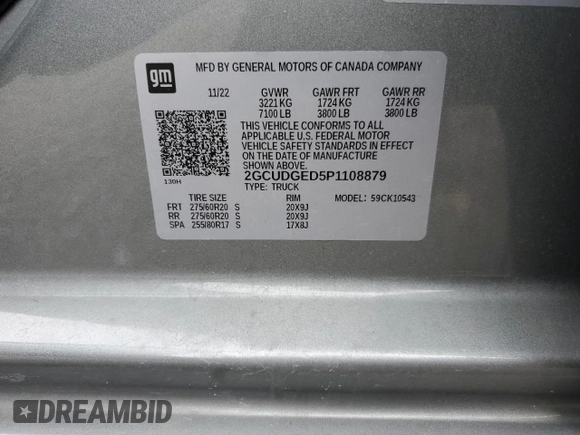 gm
MFD BY GENERAL MOTORS OF CANADA COMPANY
11/22 GVWR GAWR FRT GAWR RR
3221 KG 1724 KG 1724 KG
7100 LB 3800 LB 3800 LB
THIS VEHICLE CONFORMS TO ALL
APPLICABLE U.S. FEDERAL MOTOR
VEHICLE SAFETY STANDARDS IN EFFECT
ON THE DATE OF MANUFACTURE
SHOWN ABOVE.
130H
2GCUDGED5P1108879
TYPE: TRUCK MODEL: 59CK10543
TIRE SIZE RIM
FRT 275/60R20 S 20X9J
RR 275/60R20 S 20X9J
SPA 255/80R17 S 17X8J
DREAMBID